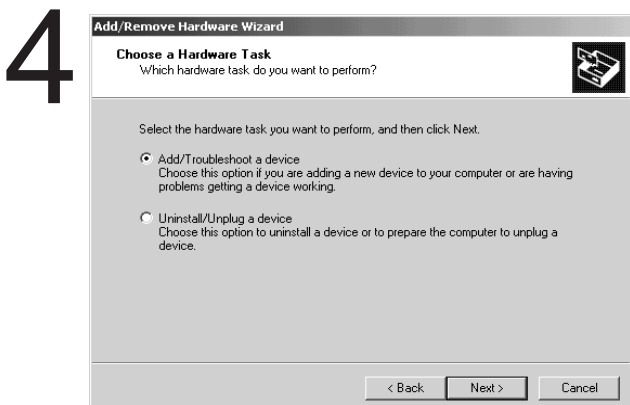 4
Add/Remove Hardware Wizard
Choose a Hardware Task
Which hardware task do you want to perform?
Select the hardware task you want to perform, and then click Next.
Add/Troubleshoot a device
Choose this option if you are adding a new device to your computer or are having
problems getting a device working.
Uninstall/Unplug a device
Choose this option to uninstall a device or to prepare the computer to unplug a
device.
< Back Next > Cancel